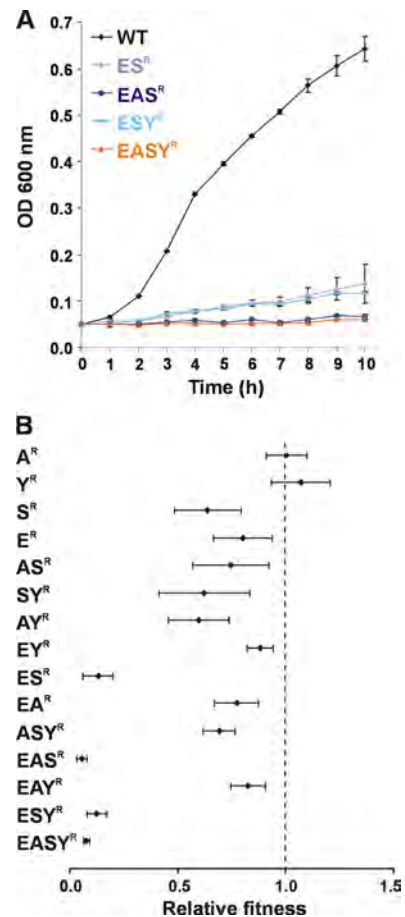 A
0.7
0.6
0.5
0.4
0.3
0.2
0.1
0.0
OD 600 nm
WT
ES^R
EAS^R
ESY^R
EASY^R
0 1 2 3 4 5 6 7 8 9 10
Time (h)
B
A^R
Y^R
S^R
E^R
AS^R
SY^R
AY^R
EY^R
ES^R
EA^R
ASY^R
EAS^R
EAY^R
ESY^R
EASY^R
0.0 0.5 1.0 1.5
Relative fitness